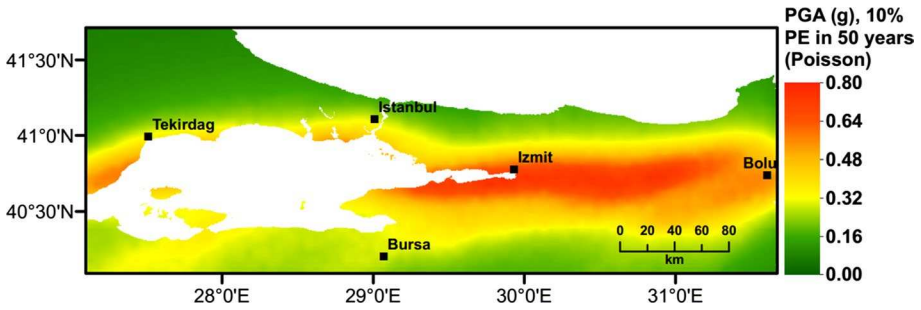 PGA (g), 10%
PE in 50 years
(Poisson)
41°30'N
41°0'N
40°30'N
Istanbul
Tekirdag
Izmit
Bolu
Bursa
0 20 40 60 80
km
0.80
0.64
0.48
0.32
0.16
0.00
28°0'E 29°0'E 30°0'E 31°0'E